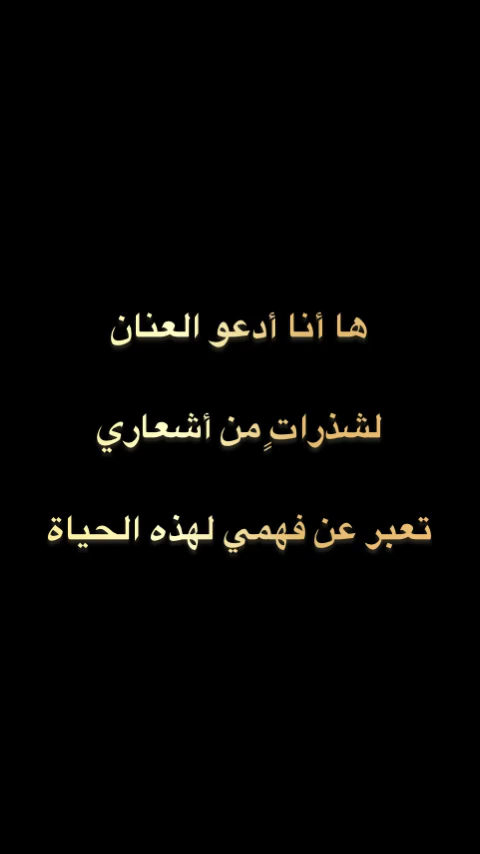 ها أنا أدعو العنان
لشذراتٍ من أشعاري
تعبر عن فهمي لهذه الحياة